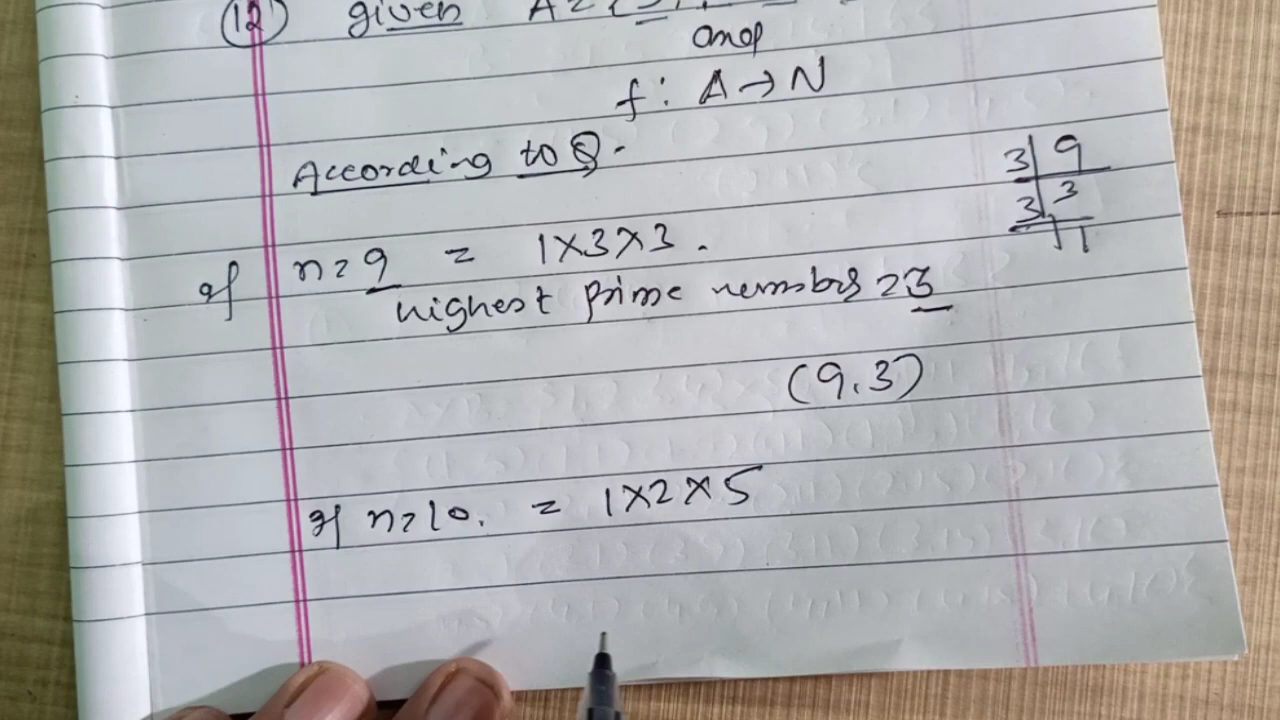 (12) given A = {
and
f: A → N
According to Q.
3 | 9
3 | 3
1
If n = 9 = 1×3×3.
highest prime number = 3
(9,3)
If n = 10. = 1×2×5